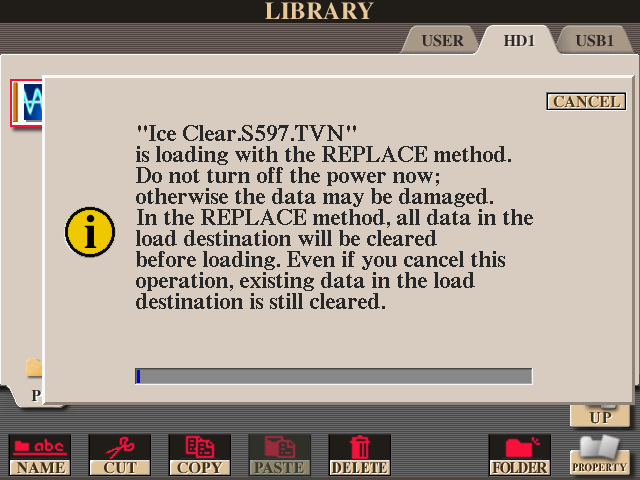 LIBRARY
USER
HD1
USB1
CANCEL
"Ice Clear.S597.TVN"
is loading with the REPLACE method.
Do not turn off the power now;
otherwise the data may be damaged.
In the REPLACE method, all data in the
load destination will be cleared
before loading. Even if you cancel this
operation, existing data in the load
destination is still cleared.
P
UP
abc
NAME
CUT
COPY
PASTE
DELETE
FOLDER
PROPERTY